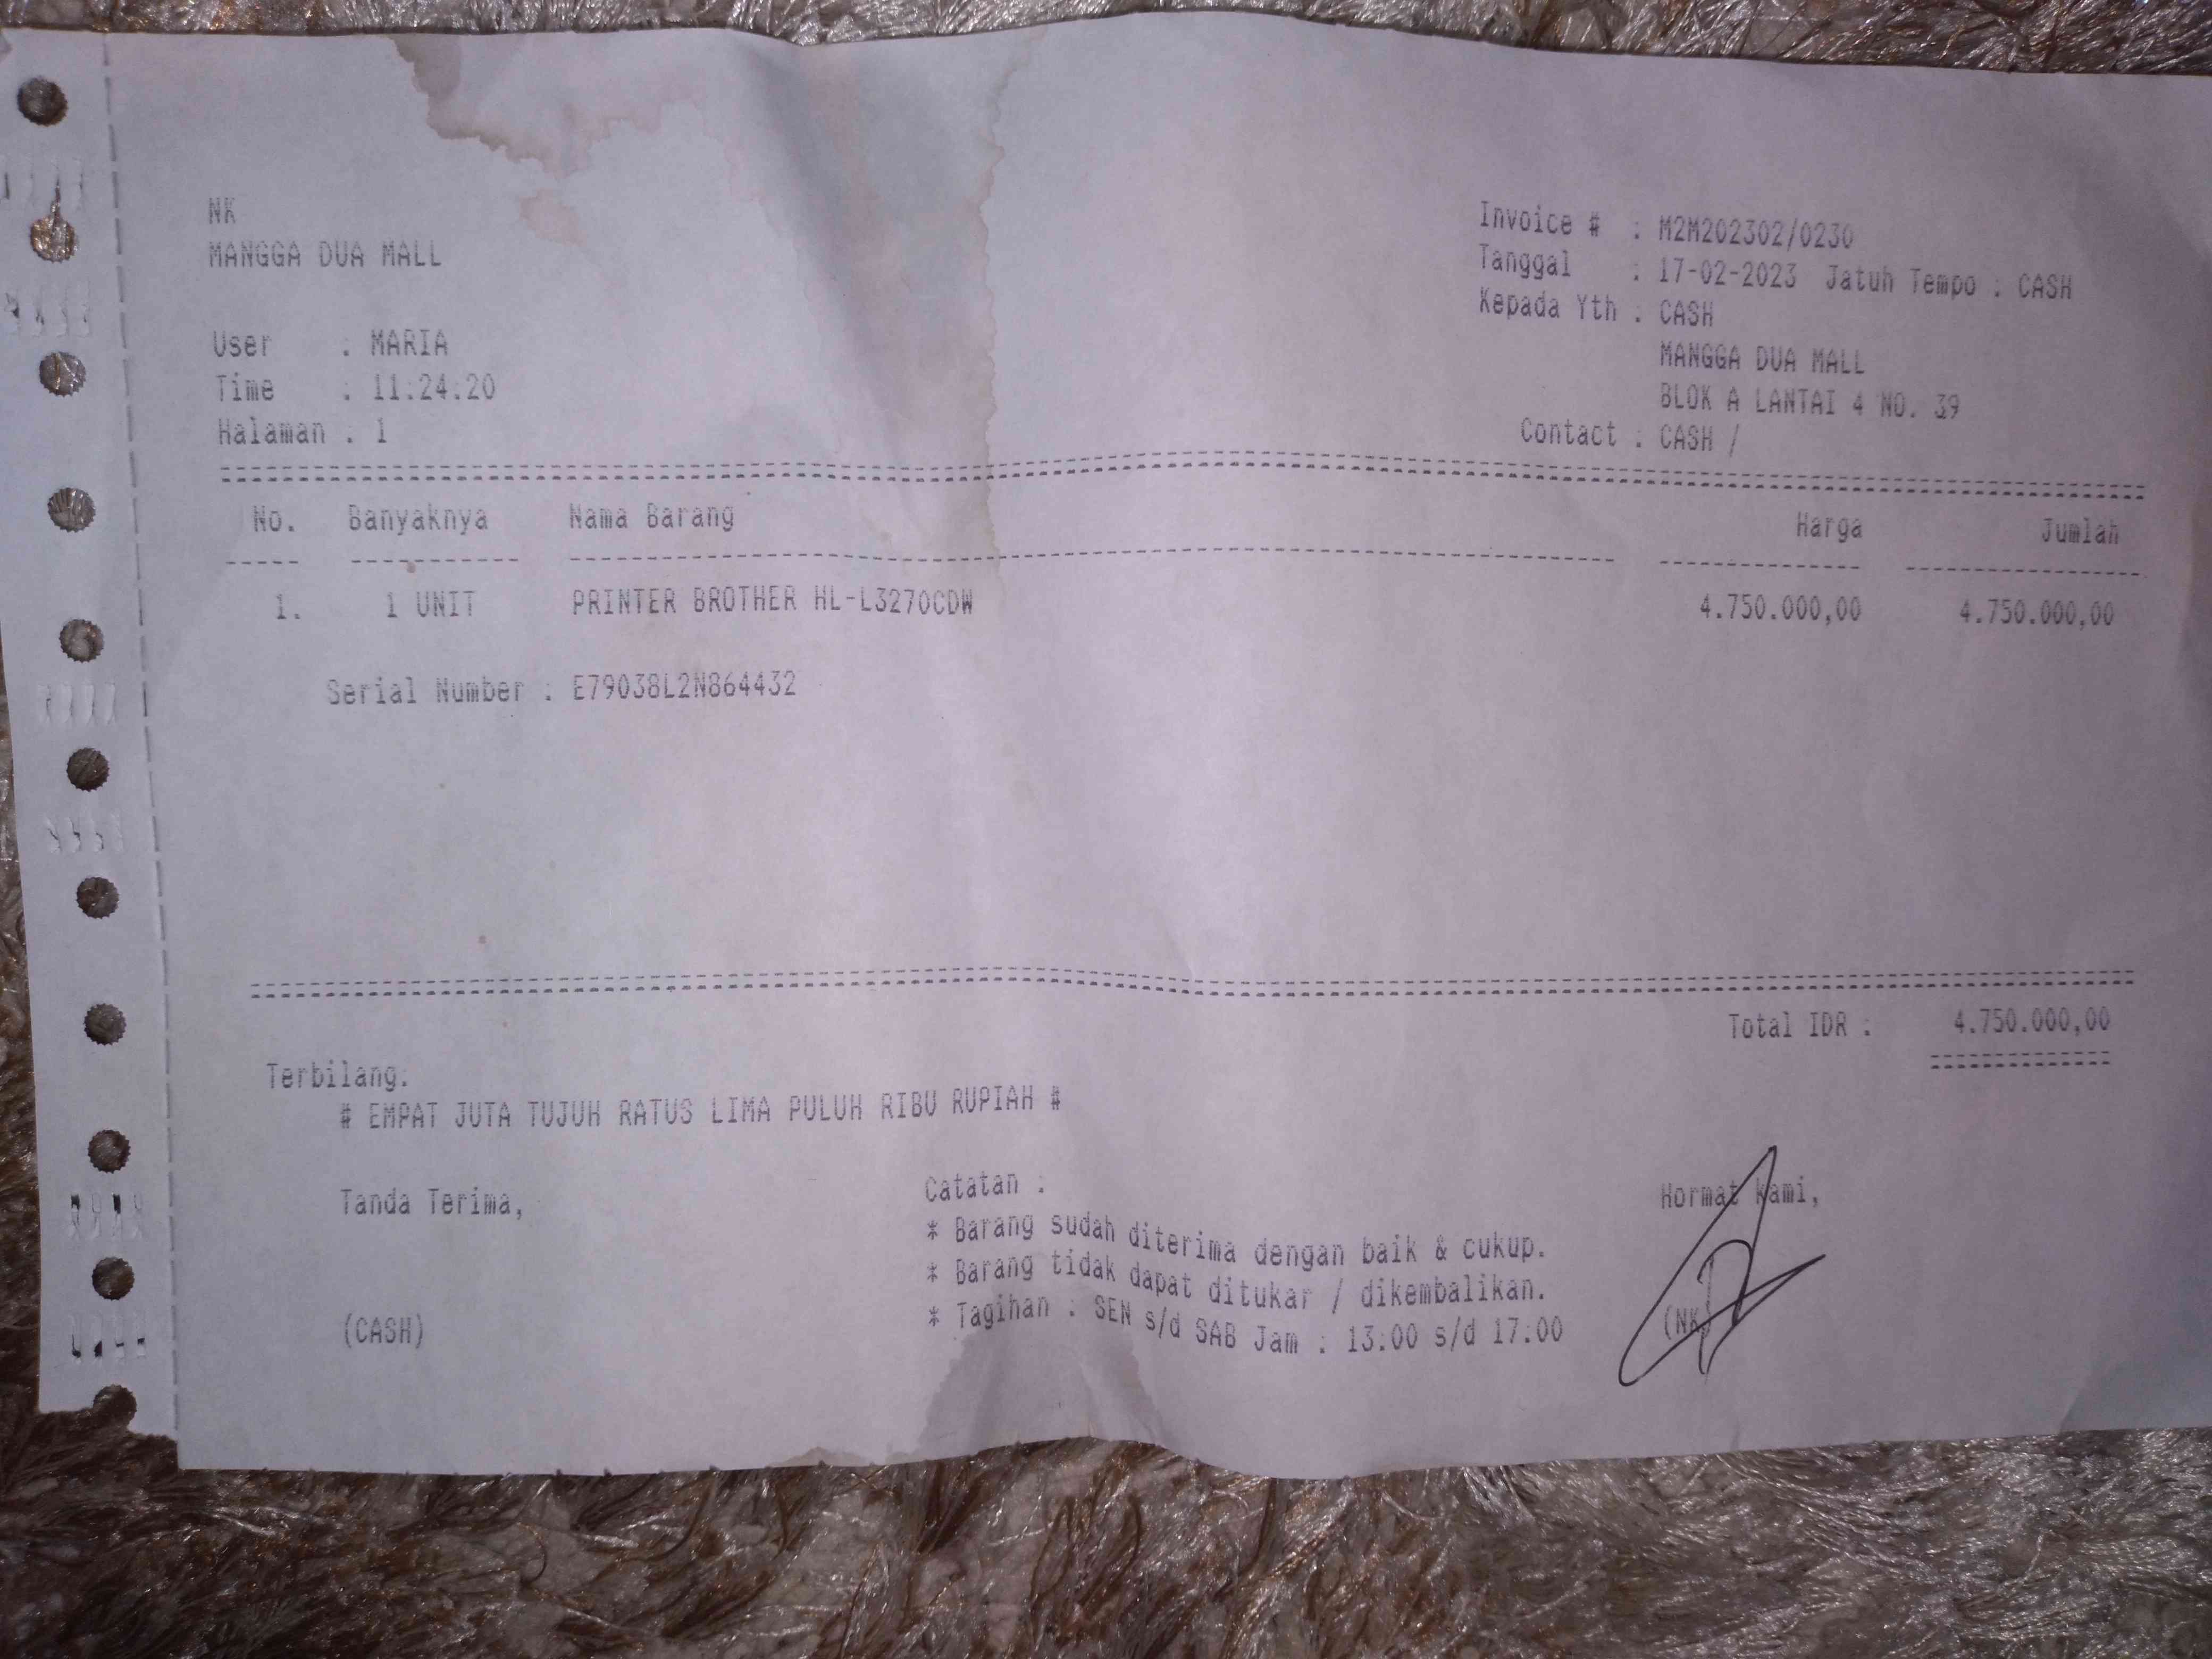 NK
MANGGA DUA MALL
Invoice # : M2M202302/0230
Tanggal : 17-02-2023 Jatuh Tempo : CASH
Kepada Yth : CASH
MANGGA DUA MALL
BLOK A LANTAI 4 NO. 39
Contact : CASH /
User : MARIA
Time : 11:24:20
Halaman : 1
No. Banyaknya Nama Barang Harga Jumlah
1. 1 UNIT PRINTER BROTHER HL-L3270CDW 4.750.000,00 4.750.000,00
Serial Number : E79038L2N864432
Total IDR : 4.750.000,00
Terbilang:
# EMPAT JUTA TUJUH RATUS LIMA PULUH RIBU RUPIAH #
Tanda Terima,
(CASH)
Catatan :
* Barang sudah diterima dengan baik & cukup.
* Barang tidak dapat ditukar / dikembalikan.
* Tagihan : SEN s/d SAB Jam : 13:00 s/d 17:00
Hormat kami,
(NK)